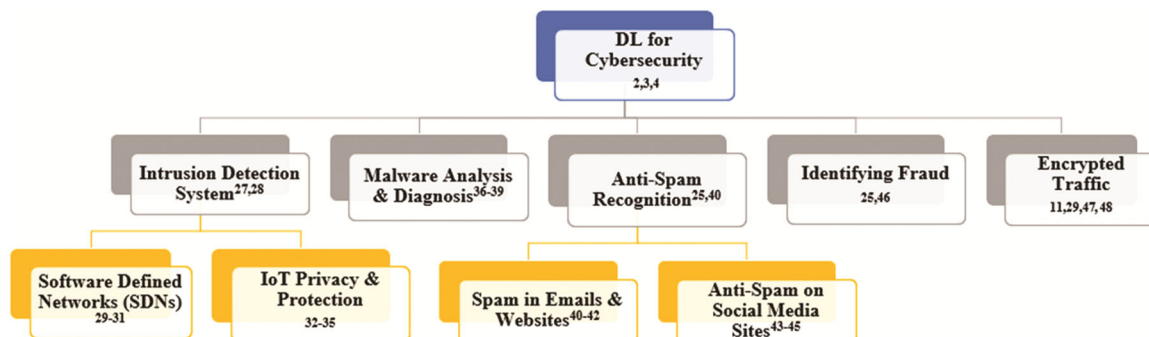 DL for
Cybersecurity
2,3,4
Intrusion Detection
System27,28
Malware Analysis
& Diagnosis36-39
Anti-Spam
Recognition25,40
Identifying Fraud
25,46
Encrypted
Traffic
11,29,47, 48
Software Defined
Networks (SDNs)
29-31
IoT Privacy &
Protection
32-35
Spam in Emails &
Websites40-42
Anti-Spam on
Social Media
Sites43-45